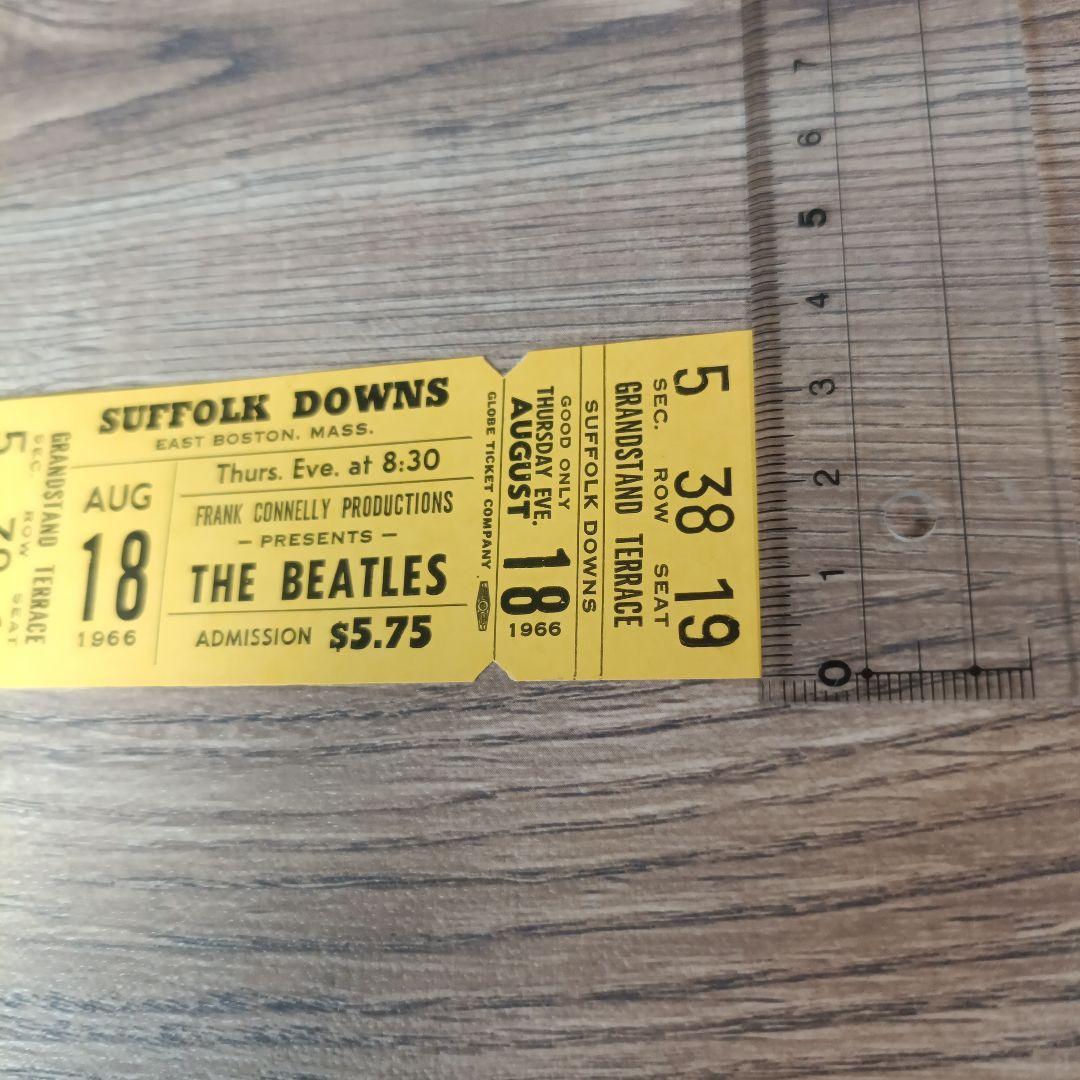 SUFFOLK DOWNS
EAST BOSTON, MASS.
Thurs. Eve. at 8:30
FRANK CONNELLY PRODUCTIONS
— PRESENTS —
THE BEATLES
ADMISSION $5.75
AUG
18
1966
5
SEC.
ROW
SEAT
GRANDSTAND TERRACE
GLOBE TICKET COMPANY
THURSDAY EVE.
AUGUST
18
1966
GOOD ONLY
SUFFOLK DOWNS
GRANDSTAND TERRACE
SEC. ROW SEAT
5 38 19
7
6
5
4
3
2
1
0